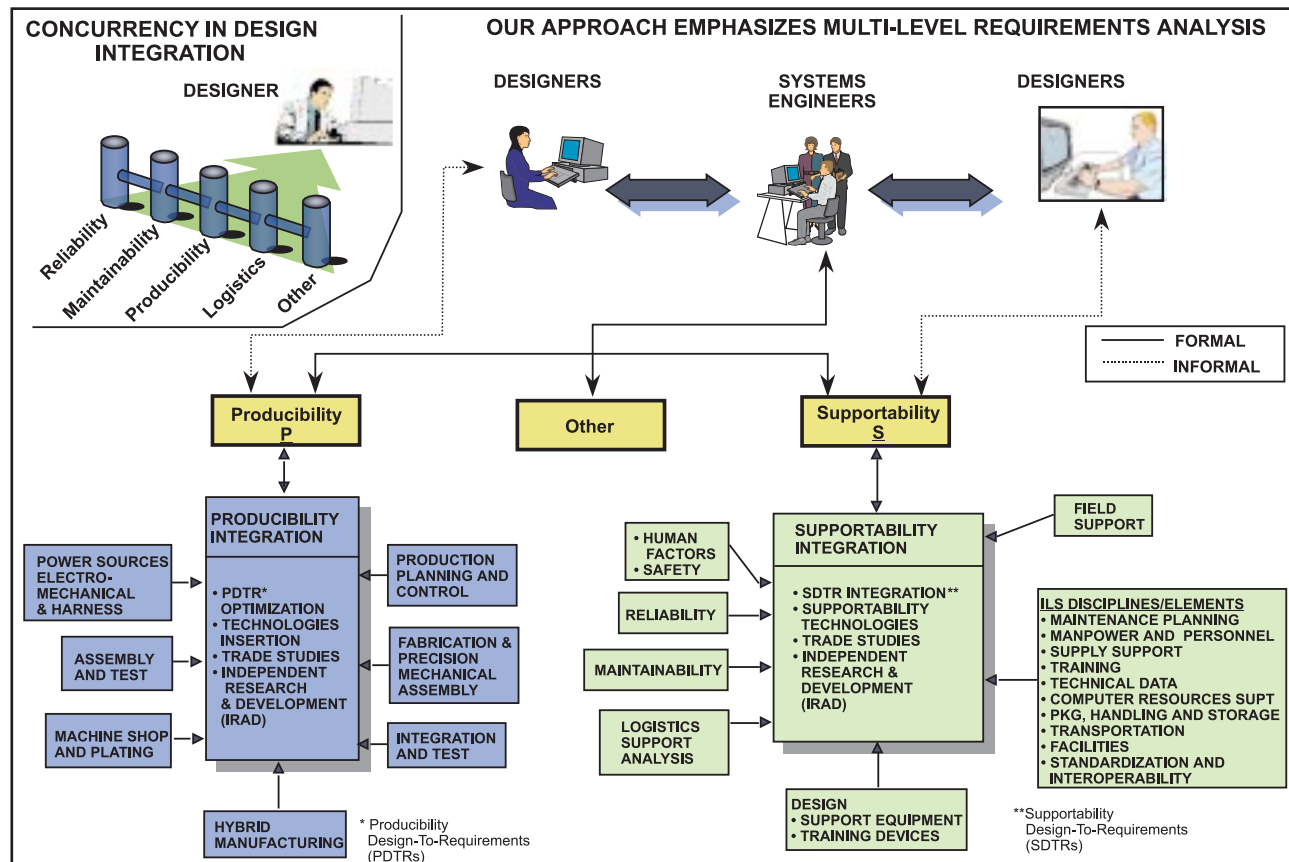 CONCURRENCY IN DESIGN
INTEGRATION
DESIGNER
Reliability
Maintainability
Producibility
Logistics
Other
OUR APPROACH EMPHASIZES MULTI-LEVEL REQUIREMENTS ANALYSIS
DESIGNERS
SYSTEMS
ENGINEERS
DESIGNERS
FORMAL
INFORMAL
Producibility
P
Other
Supportability
S
PRODUCIBILITY
INTEGRATION
• PDTR*
OPTIMIZATION
• TECHNOLOGIES
INSERTION
• TRADE STUDIES
• INDEPENDENT
RESEARCH
& DEVELOPMENT
(IRAD)
POWER SOURCES
ELECTRO-
MECHANICAL
& HARNESS
ASSEMBLY
AND TEST
MACHINE SHOP
AND PLATING
PRODUCTION
PLANNING AND
CONTROL
FABRICATION &
PRECISION
MECHANICAL
ASSEMBLY
INTEGRATION
AND TEST
HYBRID
MANUFACTURING
* Producibility
Design-To-Requirements
(PDTRs)
• HUMAN
FACTORS
• SAFETY
RELIABILITY
MAINTAINABILITY
LOGISTICS
SUPPORT
ANALYSIS
SUPPORTABILITY
INTEGRATION
• SDTR INTEGRATION**
• SUPPORTABILITY
TECHNOLOGIES
• TRADE STUDIES
• INDEPENDENT
RESEARCH &
DEVELOPMENT
(IRAD)
FIELD
SUPPORT
ILS DISCIPLINES/ELEMENTS
• MAINTENANCE PLANNING
• MANPOWER AND PERSONNEL
• SUPPLY SUPPORT
• TRAINING
• TECHNICAL DATA
• COMPUTER RESOURCES SUPT
• PKG, HANDLING AND STORAGE
• TRANSPORTATION
• FACILITIES
• STANDARDIZATION AND
INTEROPERABILITY
DESIGN
• SUPPORT EQUIPMENT
• TRAINING DEVICES
**Supportability
Design-To-Requirements
(SDTRs)